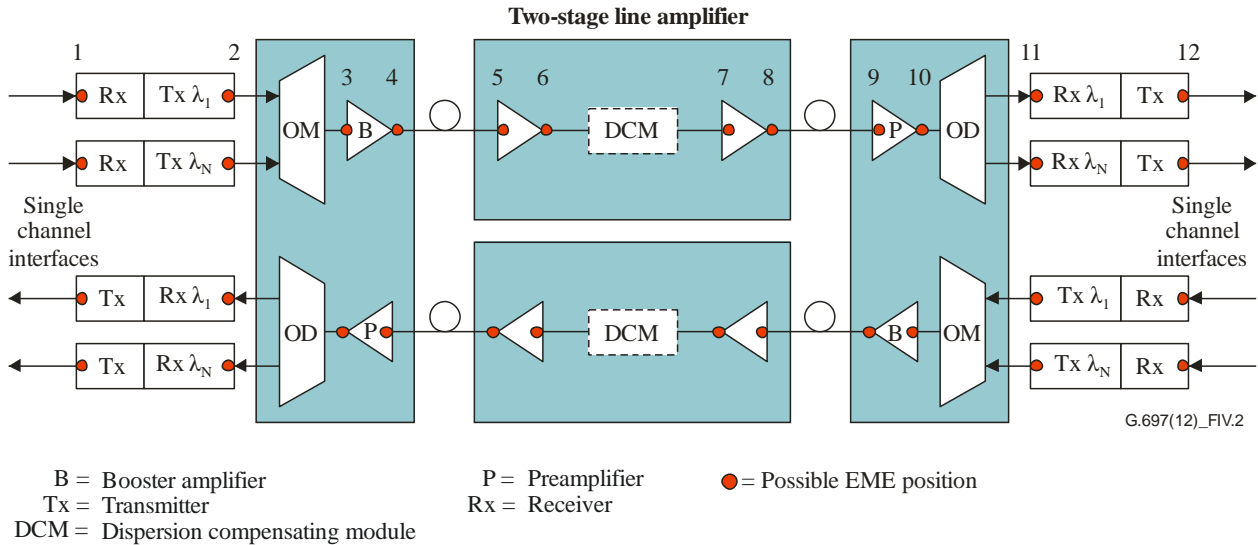 Two-stage line amplifier
1 2 3 4 5 6 7 8 9 10 11 12
Rx Tx λ1
OM
B
DCM
P
OD
Rx λ1 Tx
Rx Tx λN
Rx λN Tx
Single
channel
interfaces
Single
channel
interfaces
Tx Rx λ1
OD
P
DCM
B
OM
Tx λ1 Rx
Tx Rx λN
Tx λN Rx
G.697(12)_FIV.2
B = Booster amplifier
P = Preamplifier
= Possible EME position
Tx = Transmitter
Rx = Receiver
DCM = Dispersion compensating module